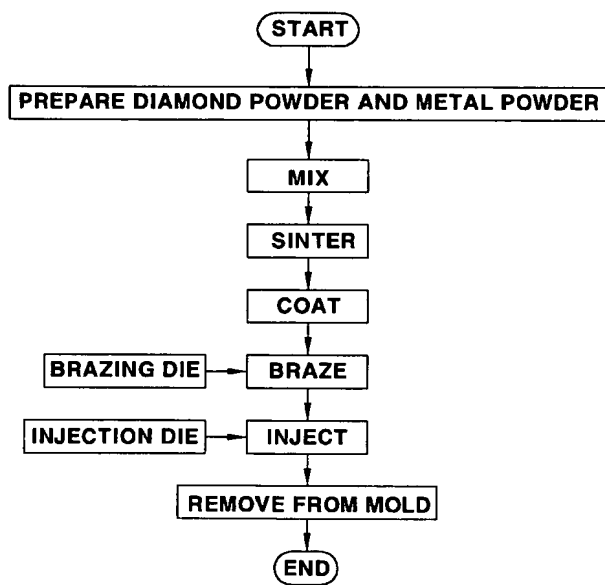 START
PREPARE DIAMOND POWDER AND METAL POWDER
MIX
SINTER
COAT
BRAZING DIE
BRAZE
INJECTION DIE
INJECT
REMOVE FROM MOLD
END